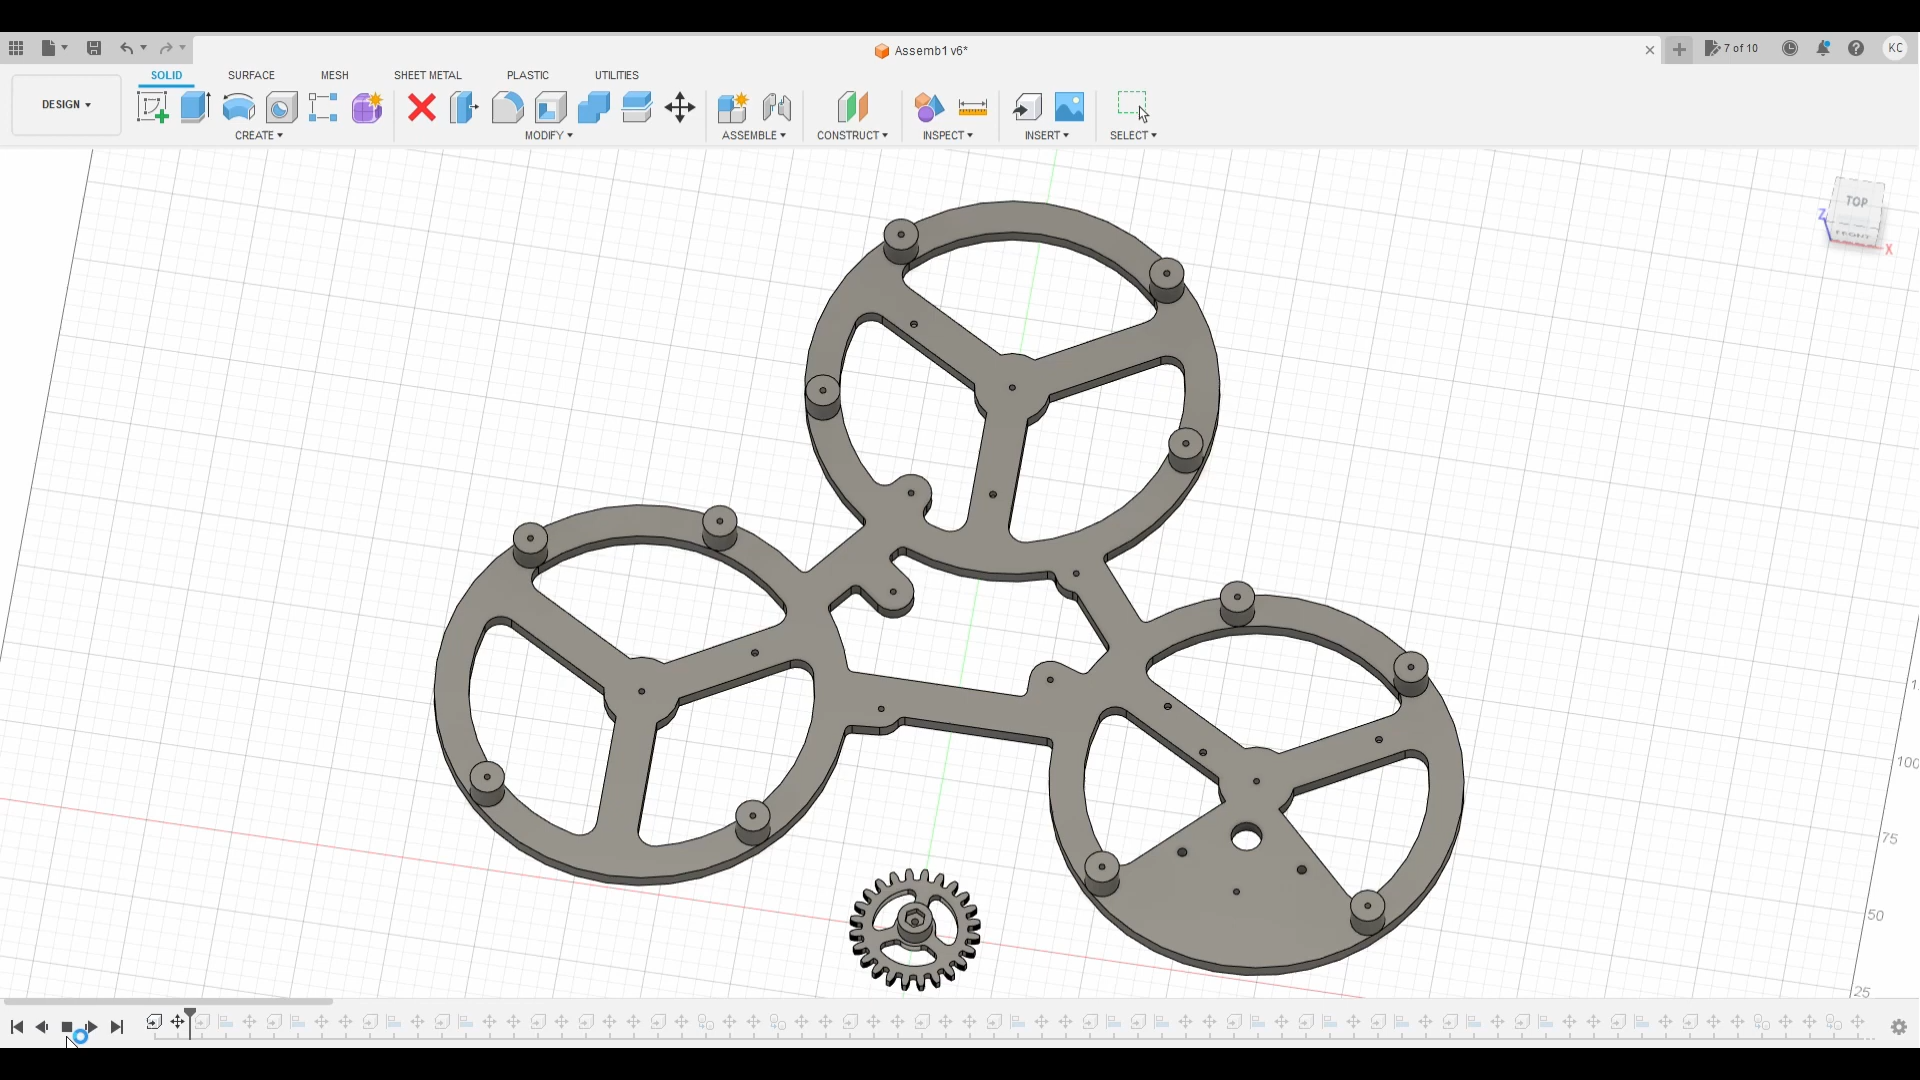 Assemb1 v6*
7 of 10
KC
DESIGN
SOLID
SURFACE
MESH
SHEET METAL
PLASTIC
UTILITIES
CREATE
MODIFY
ASSEMBLE
CONSTRUCT
INSPECT
INSERT
SELECT
TOP
FRONT
Z
X
100
75
50
25